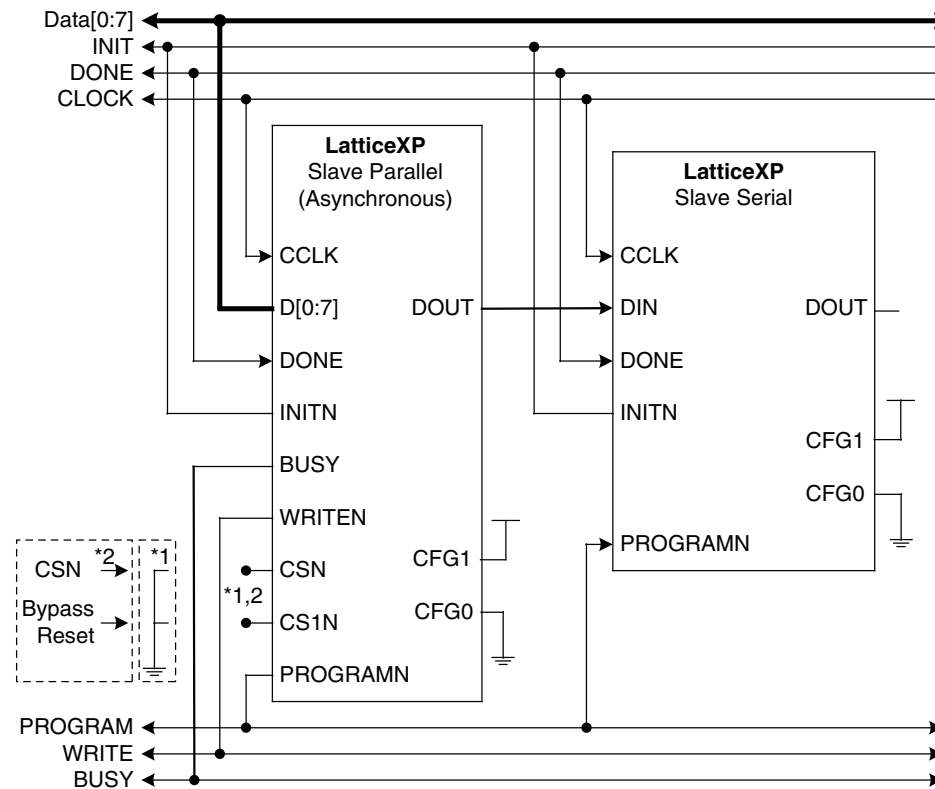 Data[0:7]
INIT
DONE
CLOCK
LatticeXP
Slave Parallel
(Asynchronous)
CCLK
D[0:7]
DOUT
DONE
INITN
BUSY
WRITEN
CSN
*1,2
CS1N
PROGRAMN
CFG1
CFG0
LatticeXP
Slave Serial
CCLK
DIN
DOUT
DONE
INITN
CFG1
CFG0
PROGRAMN
CSN
*2
*1
Bypass
Reset
PROGRAM
WRITE
BUSY